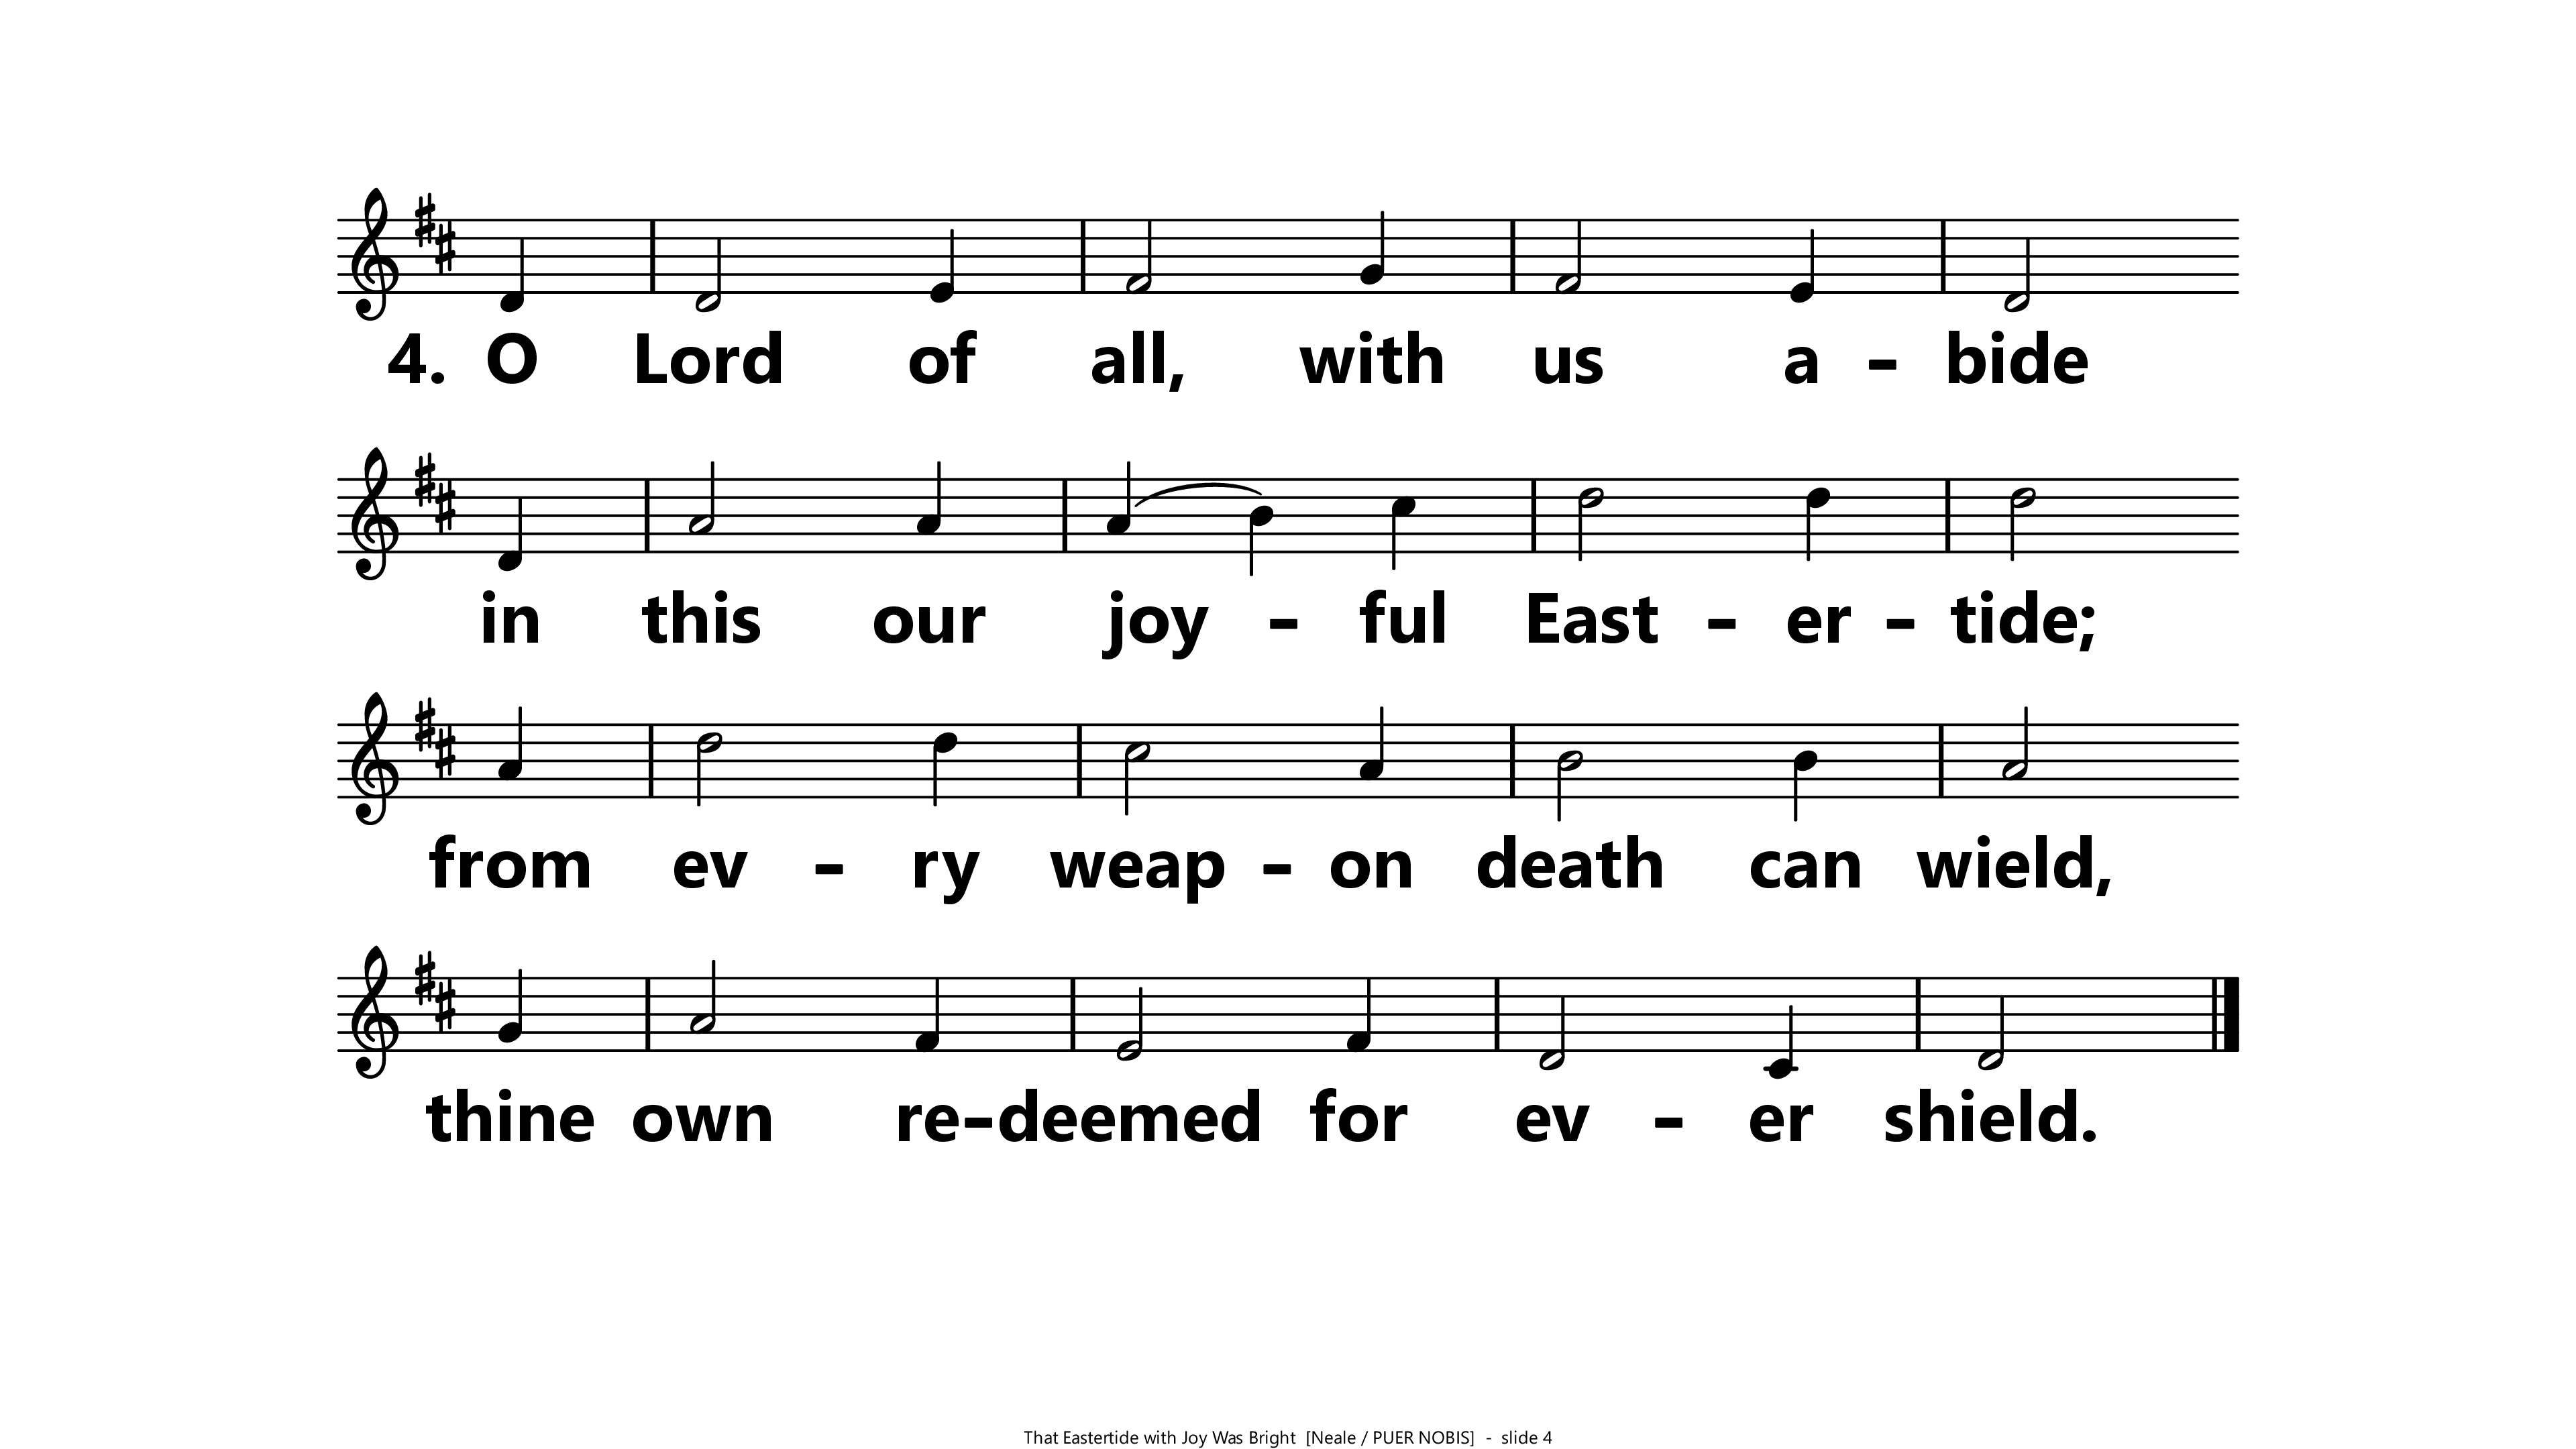 4. O Lord of all, with us a - bide
in this our joy - ful East - er - tide;
from ev - ry weap - on death can wield,
thine own re-deemed for ev - er shield.
That Eastertide with Joy Was Bright [Neale / PUER NOBIS] - slide 4